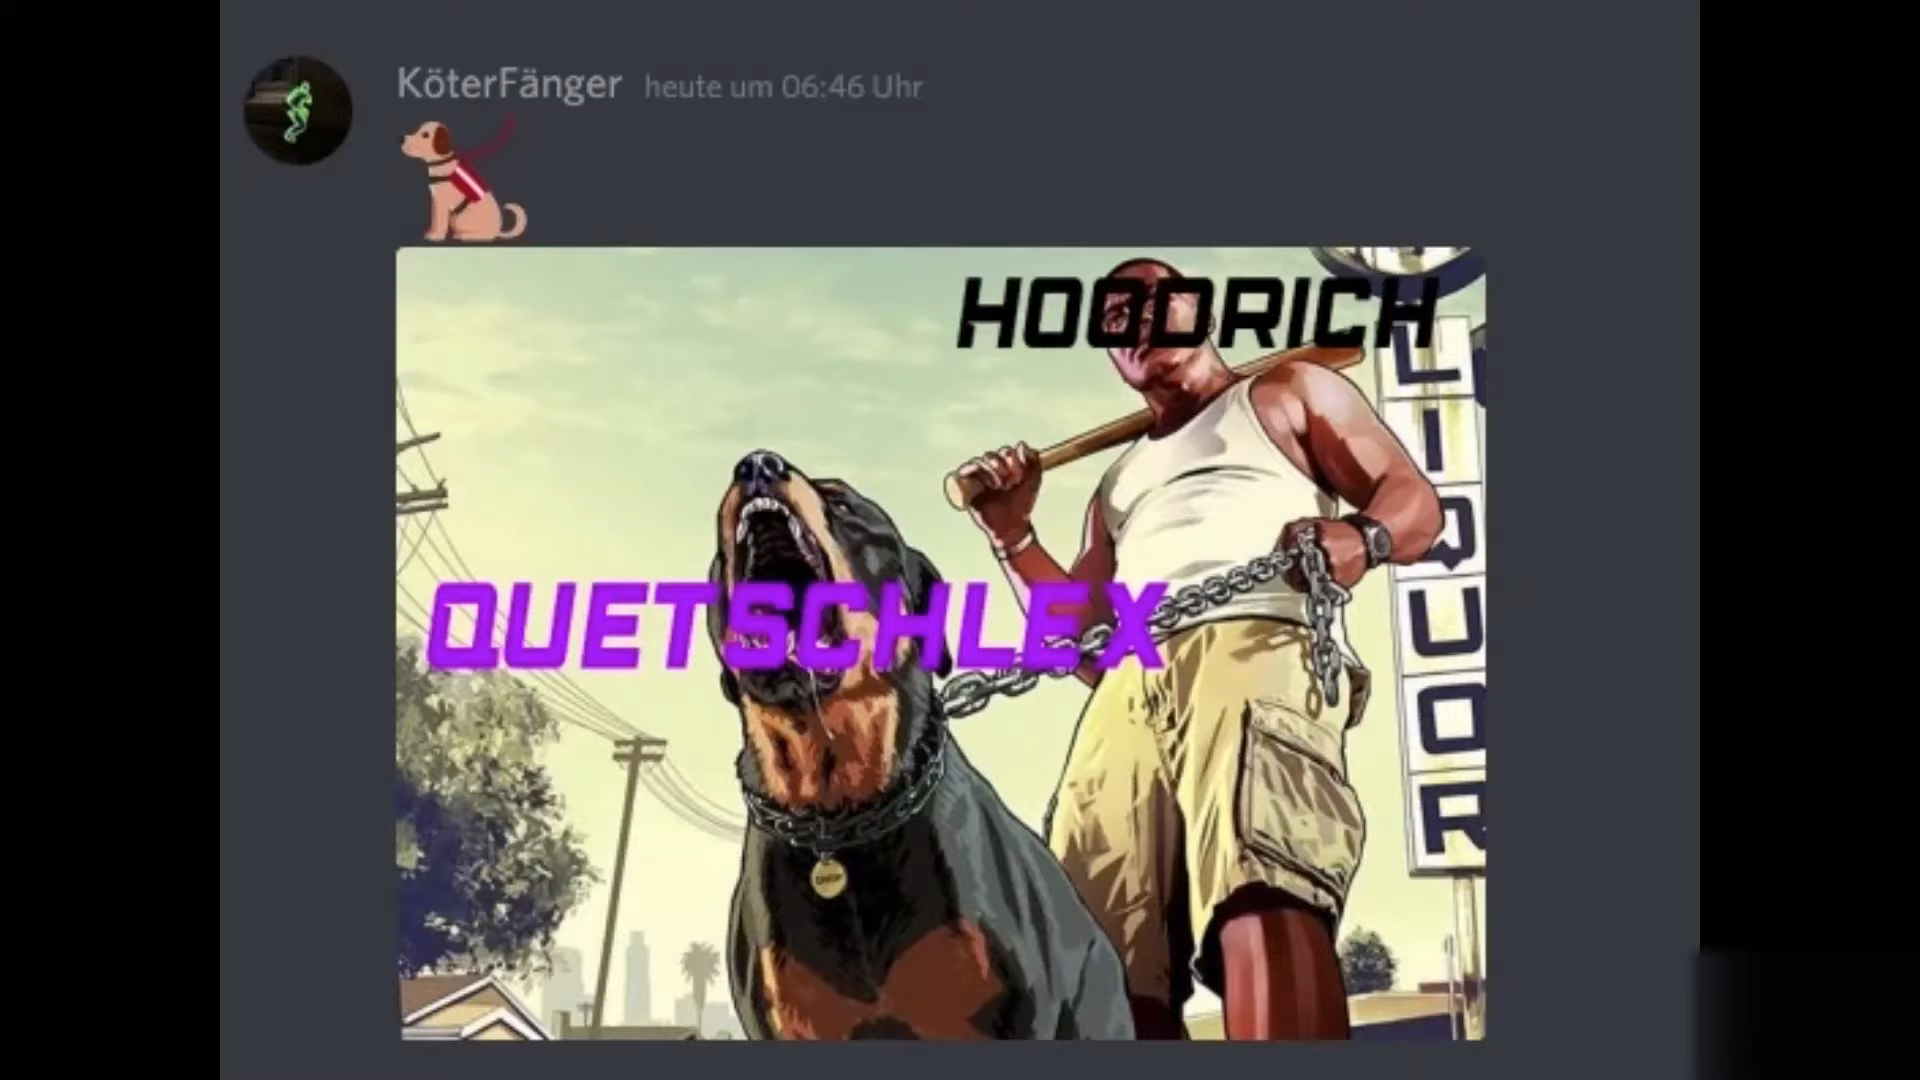 KöterFänger heute um 06:46 Uhr
HOODRICH
QUETSCHLEX
LIQUOR